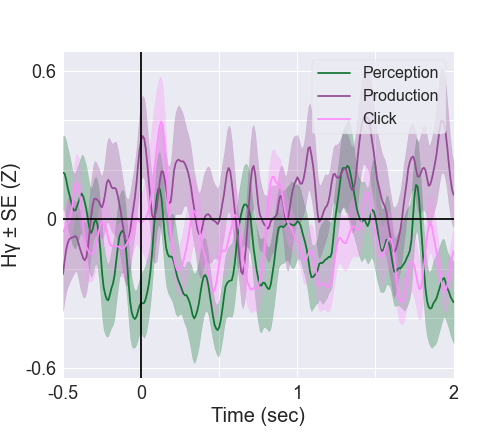 0.6
0
-0.6
Hγ ± SE (Z)
Perception
Production
Click
-0.5
0
1
2
Time (sec)